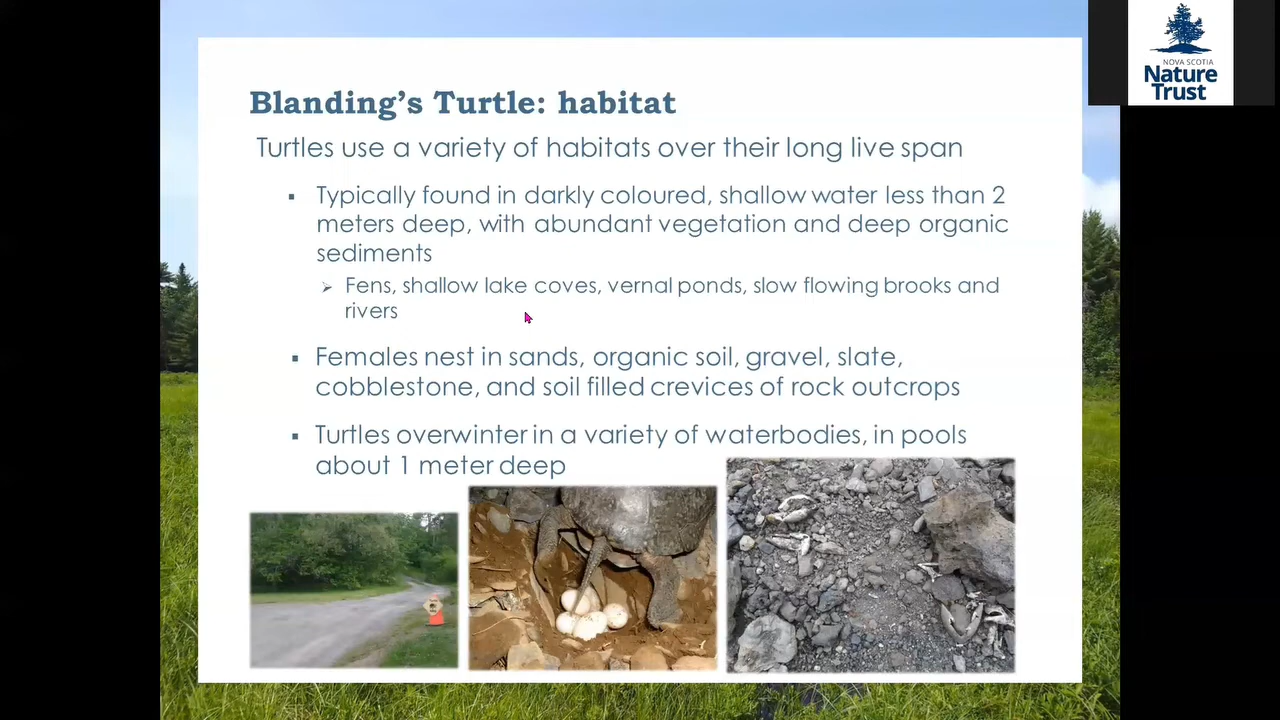 NOVA SCOTIA
Nature
Trust
Blanding's Turtle: habitat
Turtles use a variety of habitats over their long live span
▪ Typically found in darkly coloured, shallow water less than 2
meters deep, with abundant vegetation and deep organic
sediments
➢ Fens, shallow lake coves, vernal ponds, slow flowing brooks and
rivers
▪ Females nest in sands, organic soil, gravel, slate,
cobblestone, and soil filled crevices of rock outcrops
▪ Turtles overwinter in a variety of waterbodies, in pools
about 1 meter deep